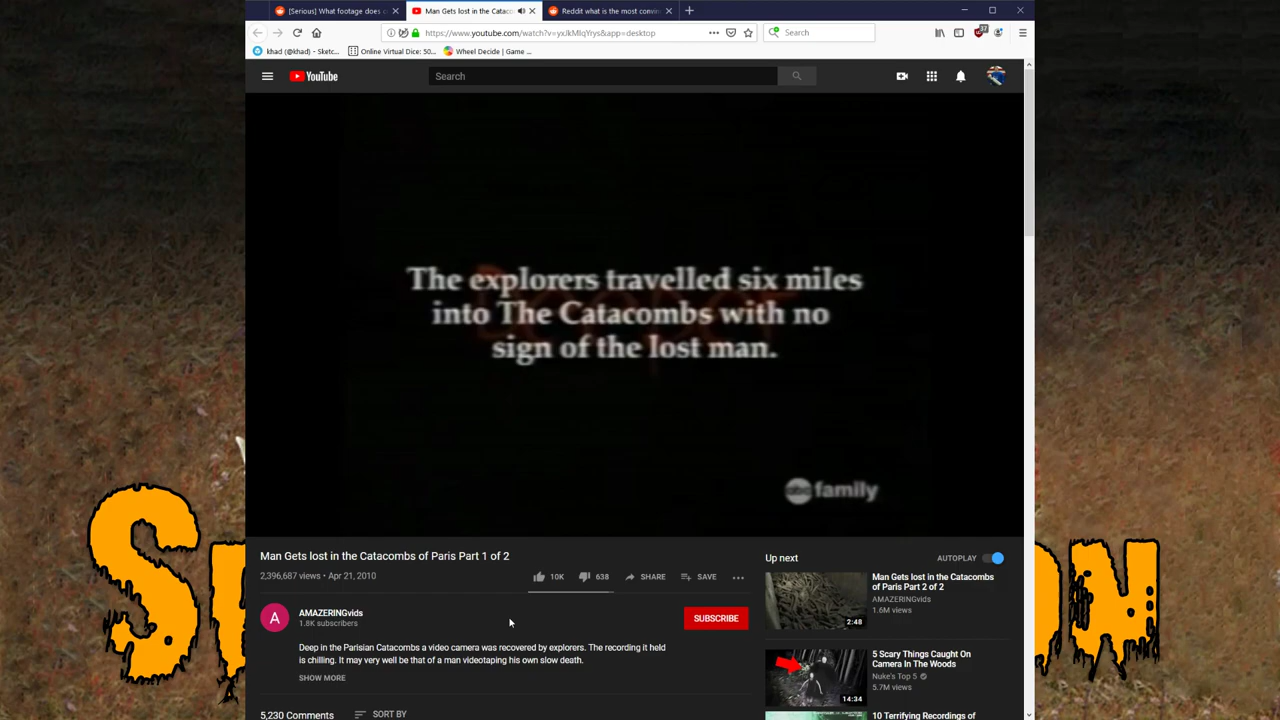 [Serious] What footage does c
Man Gets lost in the Cataco
Reddit what is the most convin
https://www.youtube.com/watch?v=yxJkMlqYrys&app=desktop
Search
37
khad (@khad) - Sketc...
Online Virtual Dice: 50...
Wheel Decide | Game ...
YouTube
Search
The explorers travelled six miles
into The Catacombs with no
sign of the lost man.
abc family
Man Gets lost in the Catacombs of Paris Part 1 of 2
2,396,687 views • Apr 21, 2010
10K
638
SHARE
SAVE
A
AMAZERINGvids
1.8K subscribers
SUBSCRIBE
Deep in the Parisian Catacombs a video camera was recovered by explorers. The recording it held
is chilling. It may very well be that of a man videotaping his own slow death.
SHOW MORE
5,230 Comments
SORT BY
Up next
AUTOPLAY
Man Gets lost in the Catacombs
of Paris Part 2 of 2
AMAZERINGvids
1.6M views
2:48
5 Scary Things Caught On
Camera In The Woods
Nuke's Top 5
5.7M views
14:34
10 Terrifying Recordings of